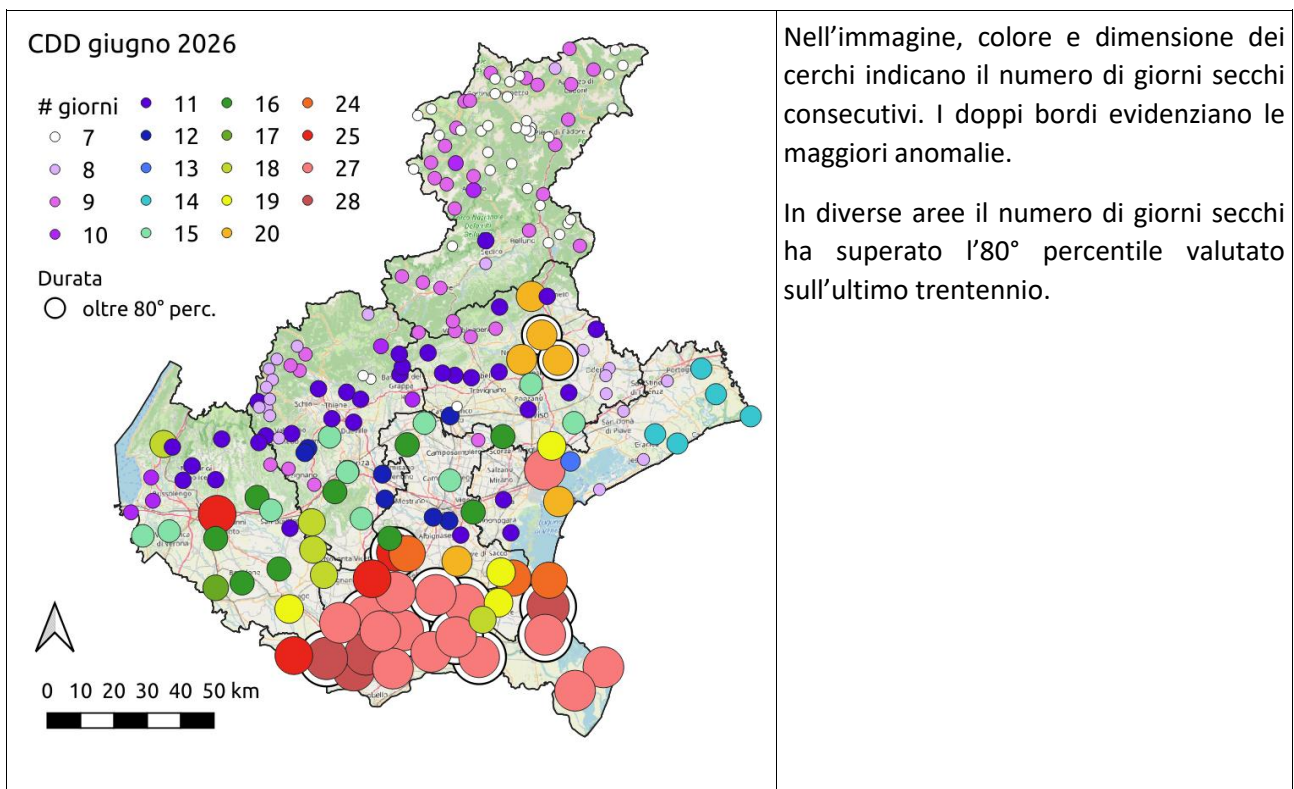 CDD giugno 2026
# giorni
7
8
9
10
11
12
13
14
15
16
17
18
19
20
24
25
27
28
Durata
oltre 80° perc.
0 10 20 30 40 50 km
Nell’immagine, colore e dimensione dei
cerchi indicano il numero di giorni secchi
consecutivi. I doppi bordi evidenziano le
maggiori anomalie.
In diverse aree il numero di giorni secchi
ha superato l’80° percentile valutato
sull’ultimo trentennio.